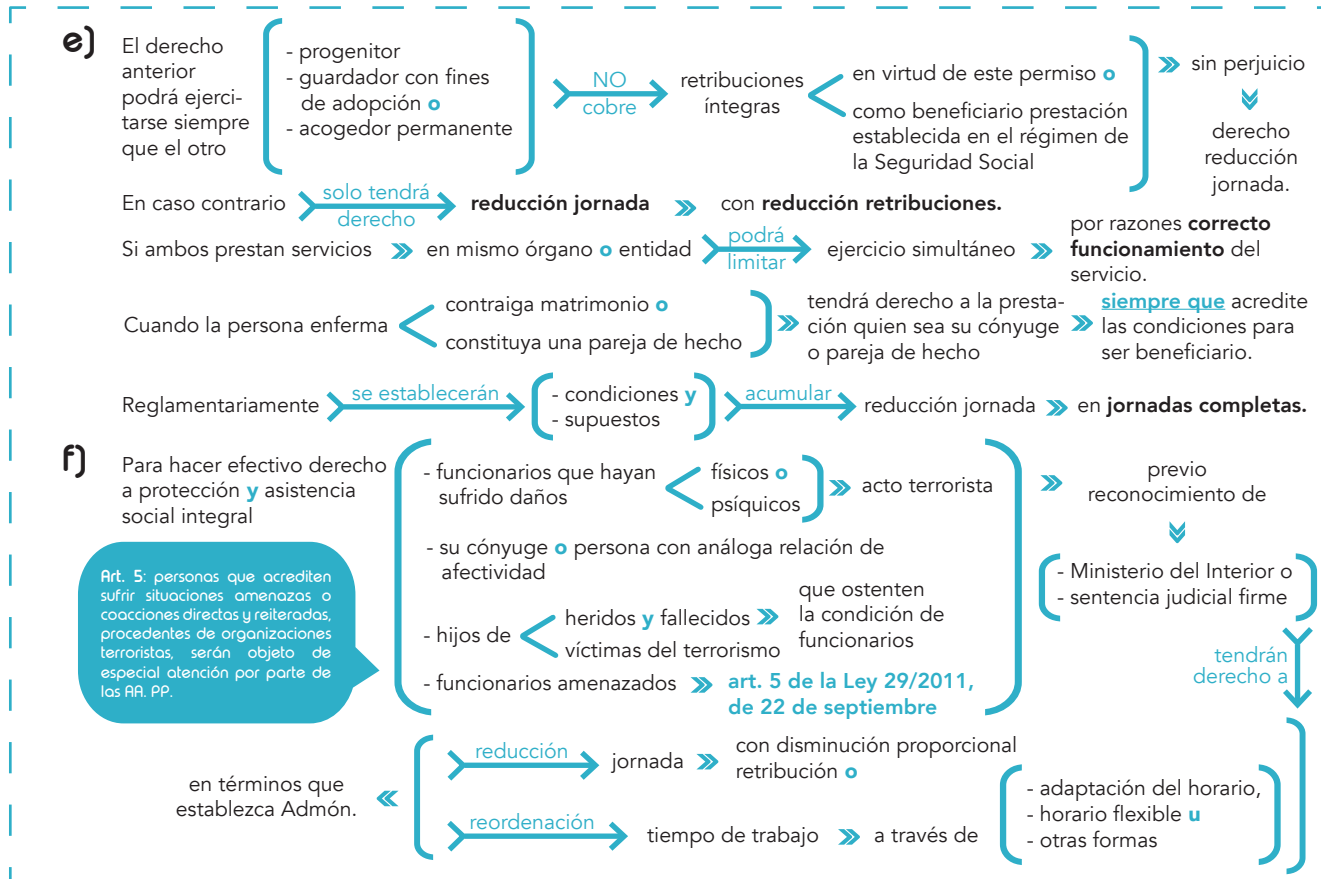 e)
El derecho
anterior
podrá ejerci-
tarse siempre
que el otro
- progenitor
- guardador con fines
de adopción o
- acogedor permanente
NO
cobre
retribuciones
íntegras
en virtud de este permiso o
como beneficiario prestación
establecida en el régimen de
la Seguridad Social
sin perjuicio
derecho
reducción
jornada.
En caso contrario
solo tendrá
derecho
reducción jornada
con reducción retribuciones.
Si ambos prestan servicios
en mismo órgano o entidad
podrá
limitar
ejercicio simultáneo
por razones correcto
funcionamiento del
servicio.
Cuando la persona enferma
contraiga matrimonio o
constituya una pareja de hecho
tendrá derecho a la presta-
ción quien sea su cónyuge
o pareja de hecho
siempre que acredite
las condiciones para
ser beneficiario.
Reglamentariamente
se establecerán
- condiciones y
- supuestos
acumular
reducción jornada
en jornadas completas.
f)
Para hacer efectivo derecho
a protección y asistencia
social integral
Art. 5: personas que acrediten
sufrir situaciones amenazas o
coacciones directas y reiteradas,
procedentes de organizaciones
terroristas, serán objeto de
especial atención por parte de
las AA. PP.
- funcionarios que hayan
sufrido daños
físicos o
psíquicos
acto terrorista
- su cónyuge o persona con análoga relación de
afectividad
- hijos de
heridos y fallecidos
víctimas del terrorismo
que ostenten
la condición de
funcionarios
- funcionarios amenazados
art. 5 de la Ley 29/2011,
de 22 de septiembre
previo
reconocimiento de
- Ministerio del Interior o
- sentencia judicial firme
tendrán
derecho a
en términos que
establezca Admón.
reducción
jornada
con disminución proporcional
retribución o
reordenación
tiempo de trabajo
a través de
- adaptación del horario,
- horario flexible u
- otras formas